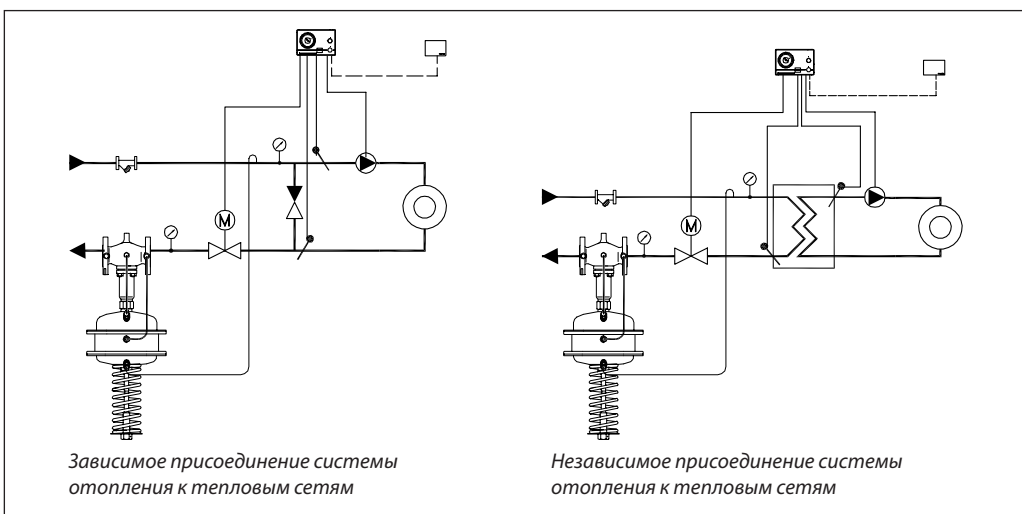 M
M
Зависимое присоединение системы
отопления к тепловым сетям
Независимое присоединение системы
отопления к тепловым сетям